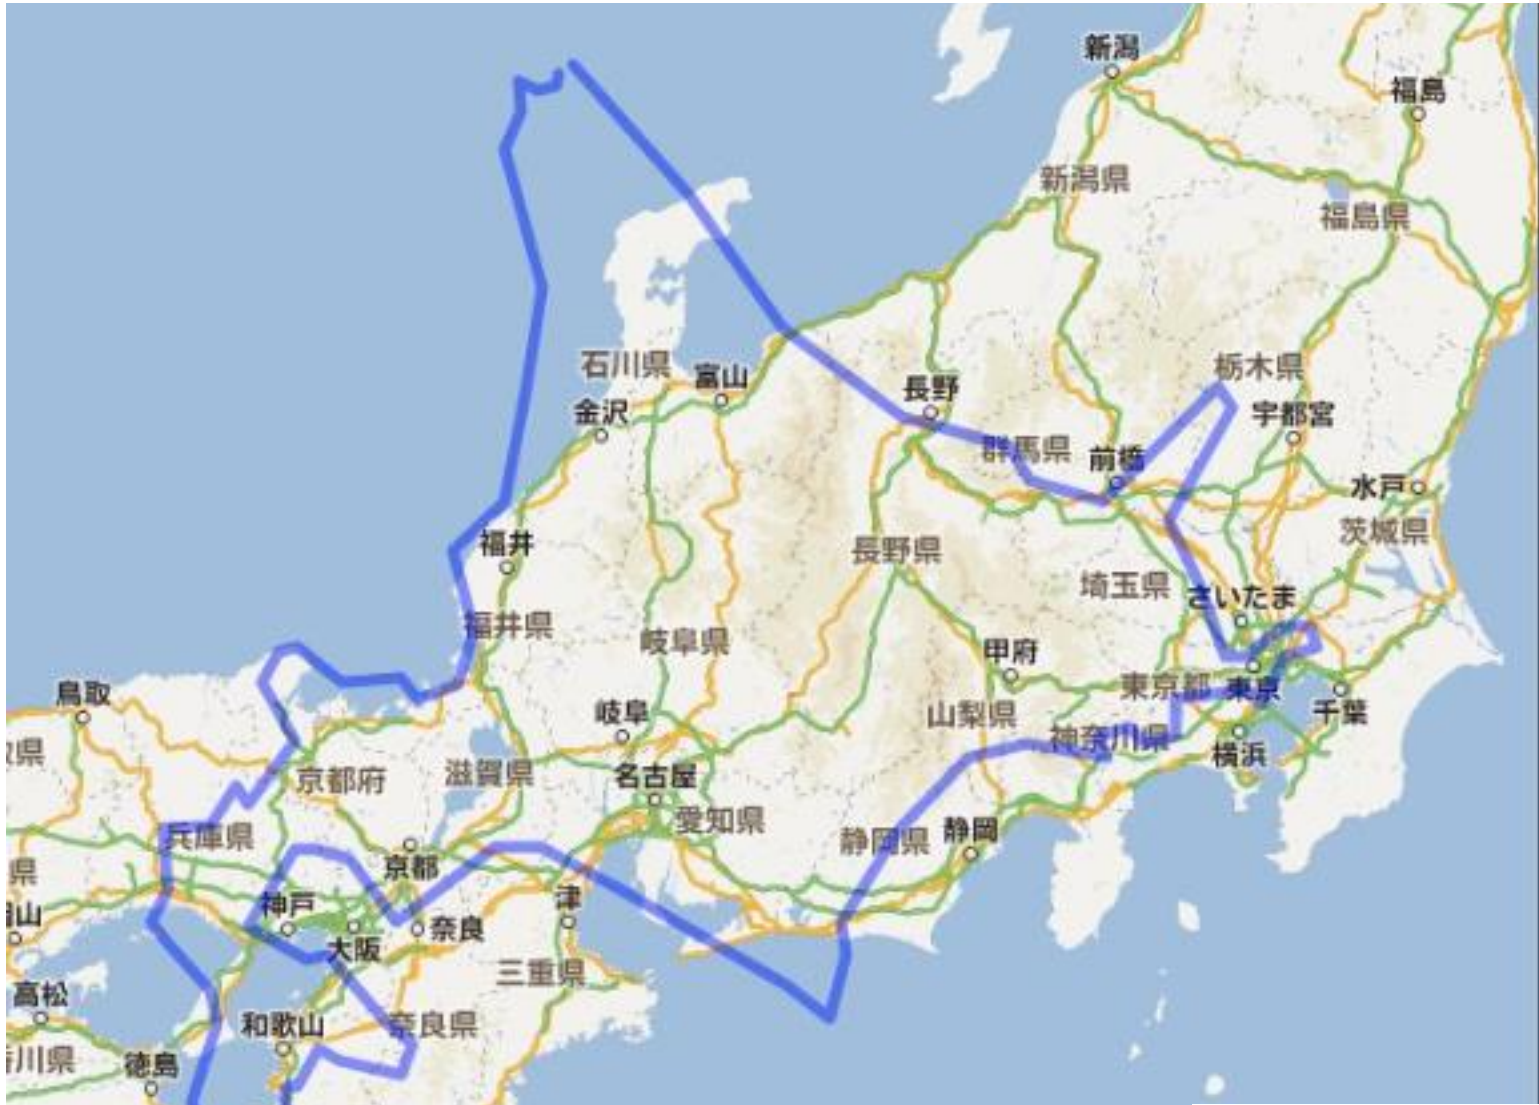 新潟
福島
新潟県
福島県
石川県
富山
金沢
長野
栃木県
宇都宮
群馬県
前橋
水戸
茨城県
福井
長野県
埼玉県
さいたま
福井県
岐阜県
甲府
東京都
東京
千葉
鳥取
岐阜
山梨県
神奈川県
横浜
京都府
滋賀県
名古屋
愛知県
兵庫県
静岡県
静岡
県
京都
神戸
大阪
奈良
津
三重県
高松
和歌山
奈良県
川県
徳島